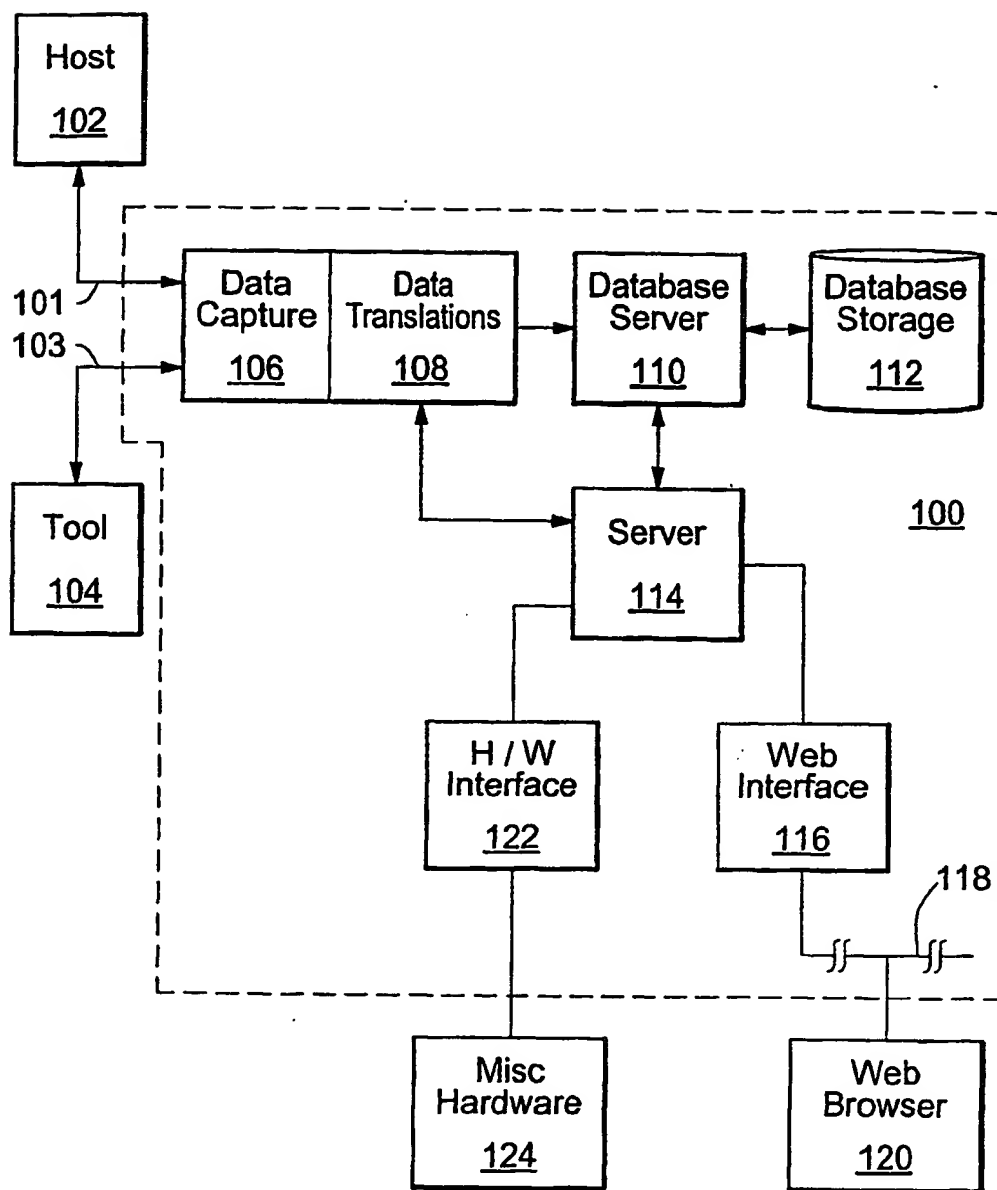 Host
102
101
103
Data
Capture
106
Data
Translations
108
Database
Server
110
Database
Storage
112
Tool
104
Server
114
100
H / W
Interface
122
Web
Interface
116
118
Misc
Hardware
124
Web
Browser
120